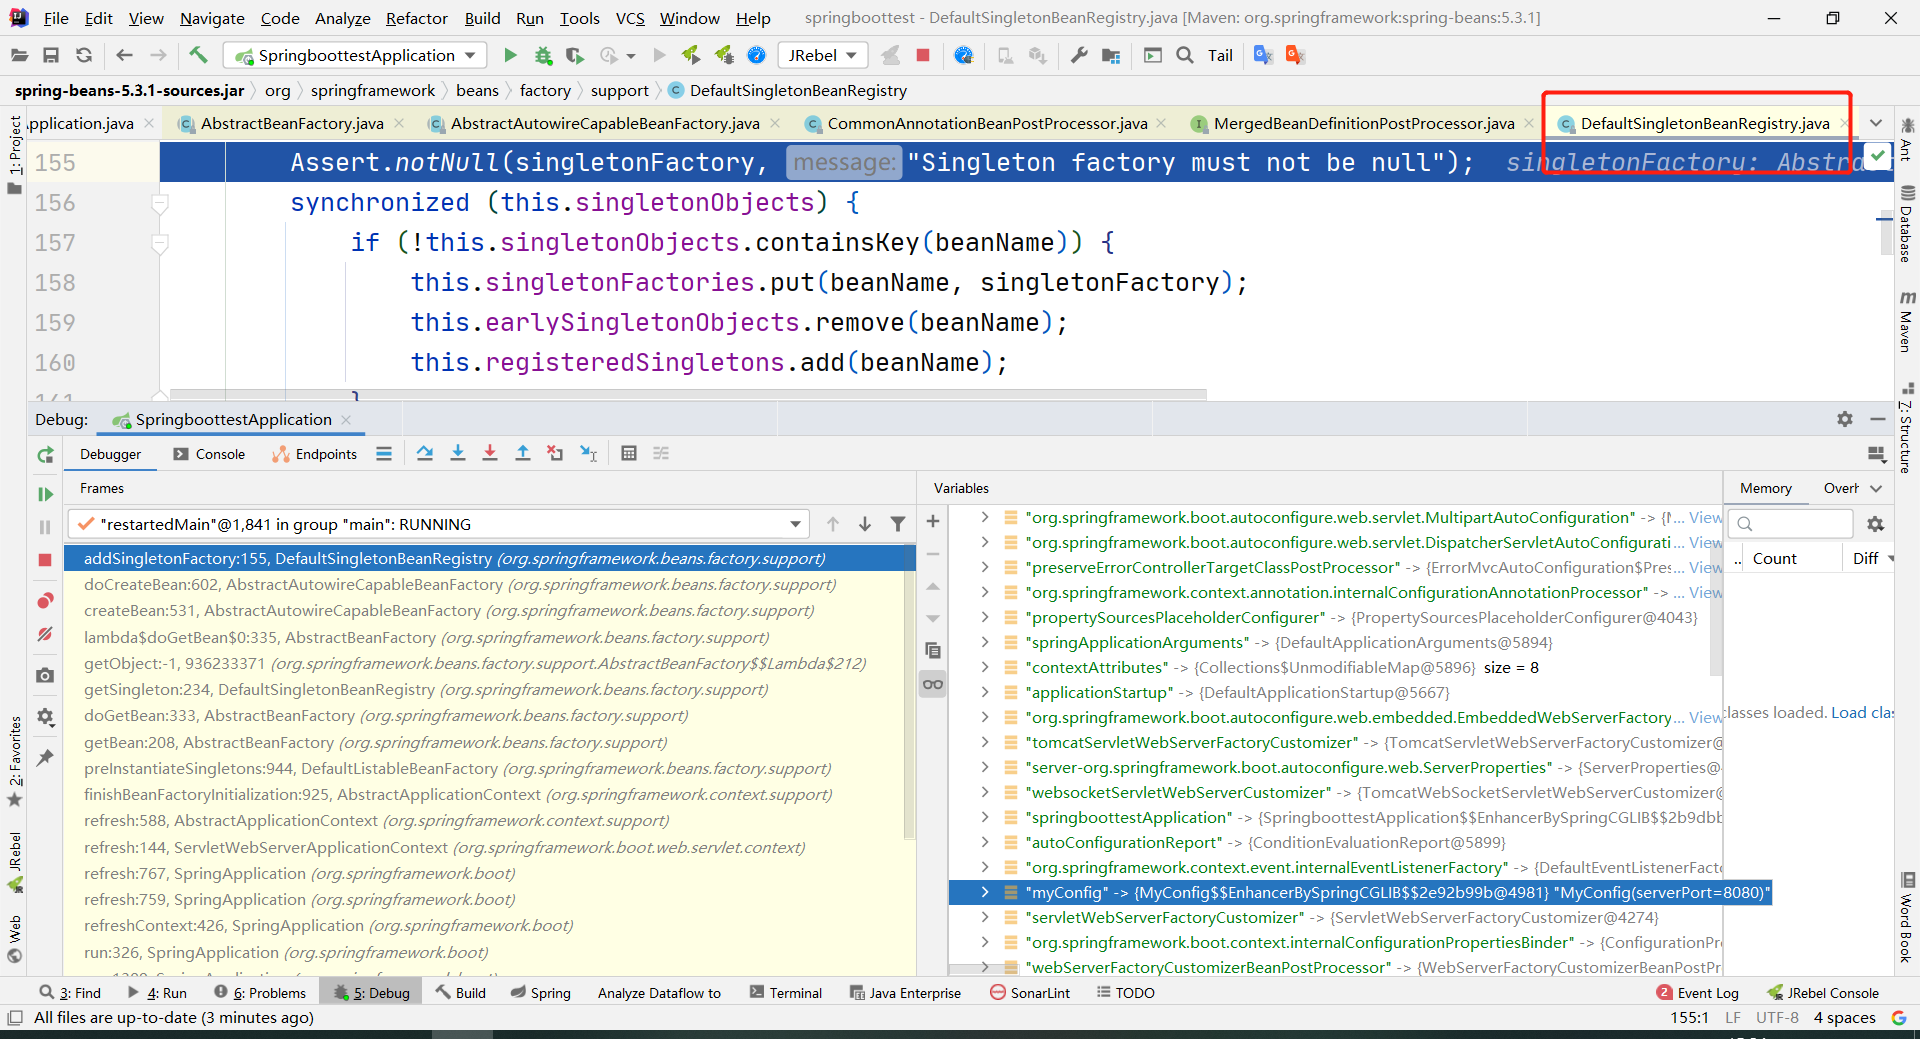 File Edit View Navigate Code Analyze Refactor Build Run Tools VCS Window Help springboottest - DefaultSingletonBeanRegistry.java [Maven: org.springframework:spring-beans:5.3.1]
SpringboottestApplication JRebel Tail
spring-beans-5.3.1-sources.jar org springframework beans factory support DefaultSingletonBeanRegistry
pplication.java AbstractBeanFactory.java AbstractAutowireCapableBeanFactory.java CommonAnnotationBeanPostProcessor.java MergedBeanDefinitionPostProcessor.java DefaultSingletonBeanRegistry.java
155 Assert.notNull(singletonFactory, message: "Singleton factory must not be null"); singletonFactory: Abstra
156 synchronized (this.singletonObjects) {
157 if (!this.singletonObjects.containsKey(beanName)) {
158 this.singletonFactories.put(beanName, singletonFactory);
159 this.earlySingletonObjects.remove(beanName);
160 this.registeredSingletons.add(beanName);
161 }
1: Project
2: Favorites
JRebel
Web
Ant
Database
Maven
7: Structure
Word Book
Debug: SpringboottestApplication
Debugger Console Endpoints
Frames
"restartedMain"@1,841 in group "main": RUNNING
addSingletonFactory:155, DefaultSingletonBeanRegistry (org.springframework.beans.factory.support)
doCreateBean:602, AbstractAutowireCapableBeanFactory (org.springframework.beans.factory.support)
createBean:531, AbstractAutowireCapableBeanFactory (org.springframework.beans.factory.support)
lambda$doGetBean$0:335, AbstractBeanFactory (org.springframework.beans.factory.support)
getObject:-1, 936233371 (org.springframework.beans.factory.support.AbstractBeanFactory$$Lambda$212)
getSingleton:234, DefaultSingletonBeanRegistry (org.springframework.beans.factory.support)
doGetBean:333, AbstractBeanFactory (org.springframework.beans.factory.support)
getBean:208, AbstractBeanFactory (org.springframework.beans.factory.support)
preInstantiateSingletons:944, DefaultListableBeanFactory (org.springframework.beans.factory.support)
finishBeanFactoryInitialization:925, AbstractApplicationContext (org.springframework.context.support)
refresh:588, AbstractApplicationContext (org.springframework.context.support)
refresh:144, ServletWebServerApplicationContext (org.springframework.boot.web.servlet.context)
refresh:767, SpringApplication (org.springframework.boot)
refresh:759, SpringApplication (org.springframework.boot)
refreshContext:426, SpringApplication (org.springframework.boot)
run:326, SpringApplication (org.springframework.boot)
Variables
"org.springframework.boot.autoconfigure.web.servlet.MultipartAutoConfiguration" -> {M... View
"org.springframework.boot.autoconfigure.web.servlet.DispatcherServletAutoConfigurati... View
"preserveErrorControllerTargetClassPostProcessor" -> {ErrorMvcAutoConfiguration$Pres... View
"org.springframework.context.annotation.internalConfigurationAnnotationProcessor" -> ... View
"propertySourcesPlaceholderConfigurer" -> {PropertySourcesPlaceholderConfigurer@4043}
"springApplicationArguments" -> {DefaultApplicationArguments@5894}
"contextAttributes" -> {Collections$UnmodifiableMap@5896} size = 8
"applicationStartup" -> {DefaultApplicationStartup@5667}
"org.springframework.boot.autoconfigure.web.embedded.EmbeddedWebServerFactory... View
"tomcatServletWebServerFactoryCustomizer" -> {TomcatServletWebServerFactoryCustomizer@
"server-org.springframework.boot.autoconfigure.web.ServerProperties" -> {ServerProperties@
"websocketServletWebServerCustomizer" -> {TomcatWebSocketServletWebServerCustomizer@
"springboottestApplication" -> {SpringboottestApplication$$EnhancerBySpringCGLIB$$2b9dbb
"autoConfigurationReport" -> {ConditionEvaluationReport@5899}
"org.springframework.context.event.internalEventListenerFactory" -> {DefaultEventListenerFacto
"myConfig" -> {MyConfig$$EnhancerBySpringCGLIB$$2e92b99b@4981} "MyConfig(serverPort=8080)"
"servletWebServerFactoryCustomizer" -> {ServletWebServerFactoryCustomizer@4274}
"org.springframework.boot.context.internalConfigurationPropertiesBinder" -> {ConfigurationPr
"webServerFactoryCustomizerBeanPostProcessor" -> {WebServerFactoryCustomizerBeanPostPr
Memory Overh
.. Count Diff
classes loaded. Load clas
3: Find 4: Run 6: Problems 5: Debug Build Spring Analyze Dataflow to Terminal Java Enterprise SonarLint TODO 2 Event Log JRebel Console
All files are up-to-date (3 minutes ago) 155:1 LF UTF-8 4 spaces